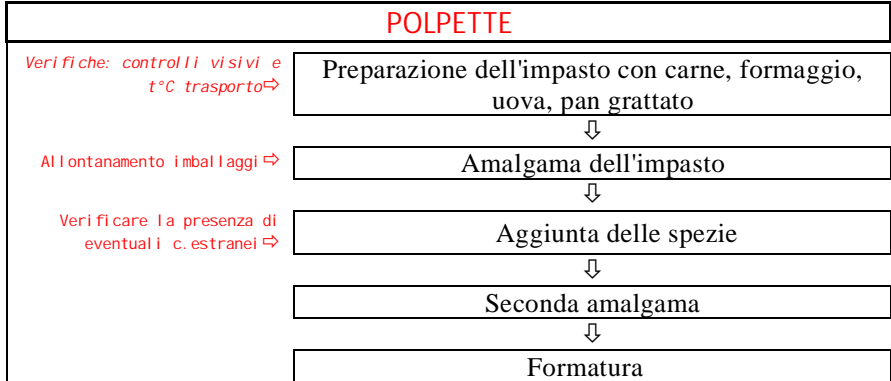 POLPETTE
Verifiche: controlli visivi e
t°C trasporto⇨
Preparazione dell'impasto con carne, formaggio,
uova, pan grattato
⇩
Allontanamento imballaggi⇨
Amalgama dell'impasto
⇩
Verificare la presenza di
eventuali c.estranei⇨
Aggiunta delle spezie
⇩
Seconda amalgama
⇩
Formatura